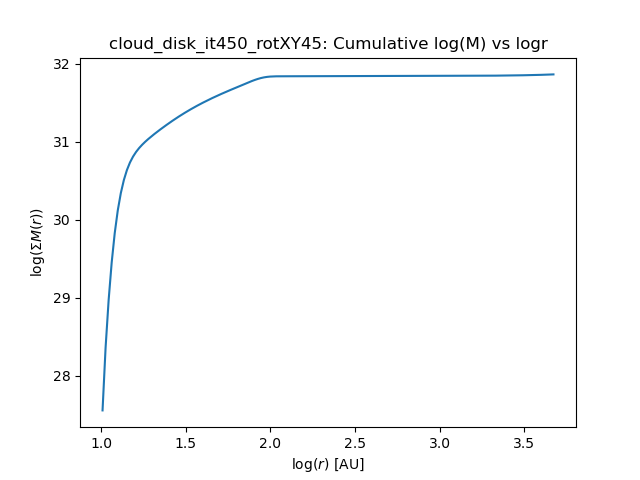 cloud_disk_it450_rotXY45: Cumulative log(M) vs logr
32
31
30
29
28
log(ΣM(r))
1.0 1.5 2.0 2.5 3.0 3.5
log(r) [AU]